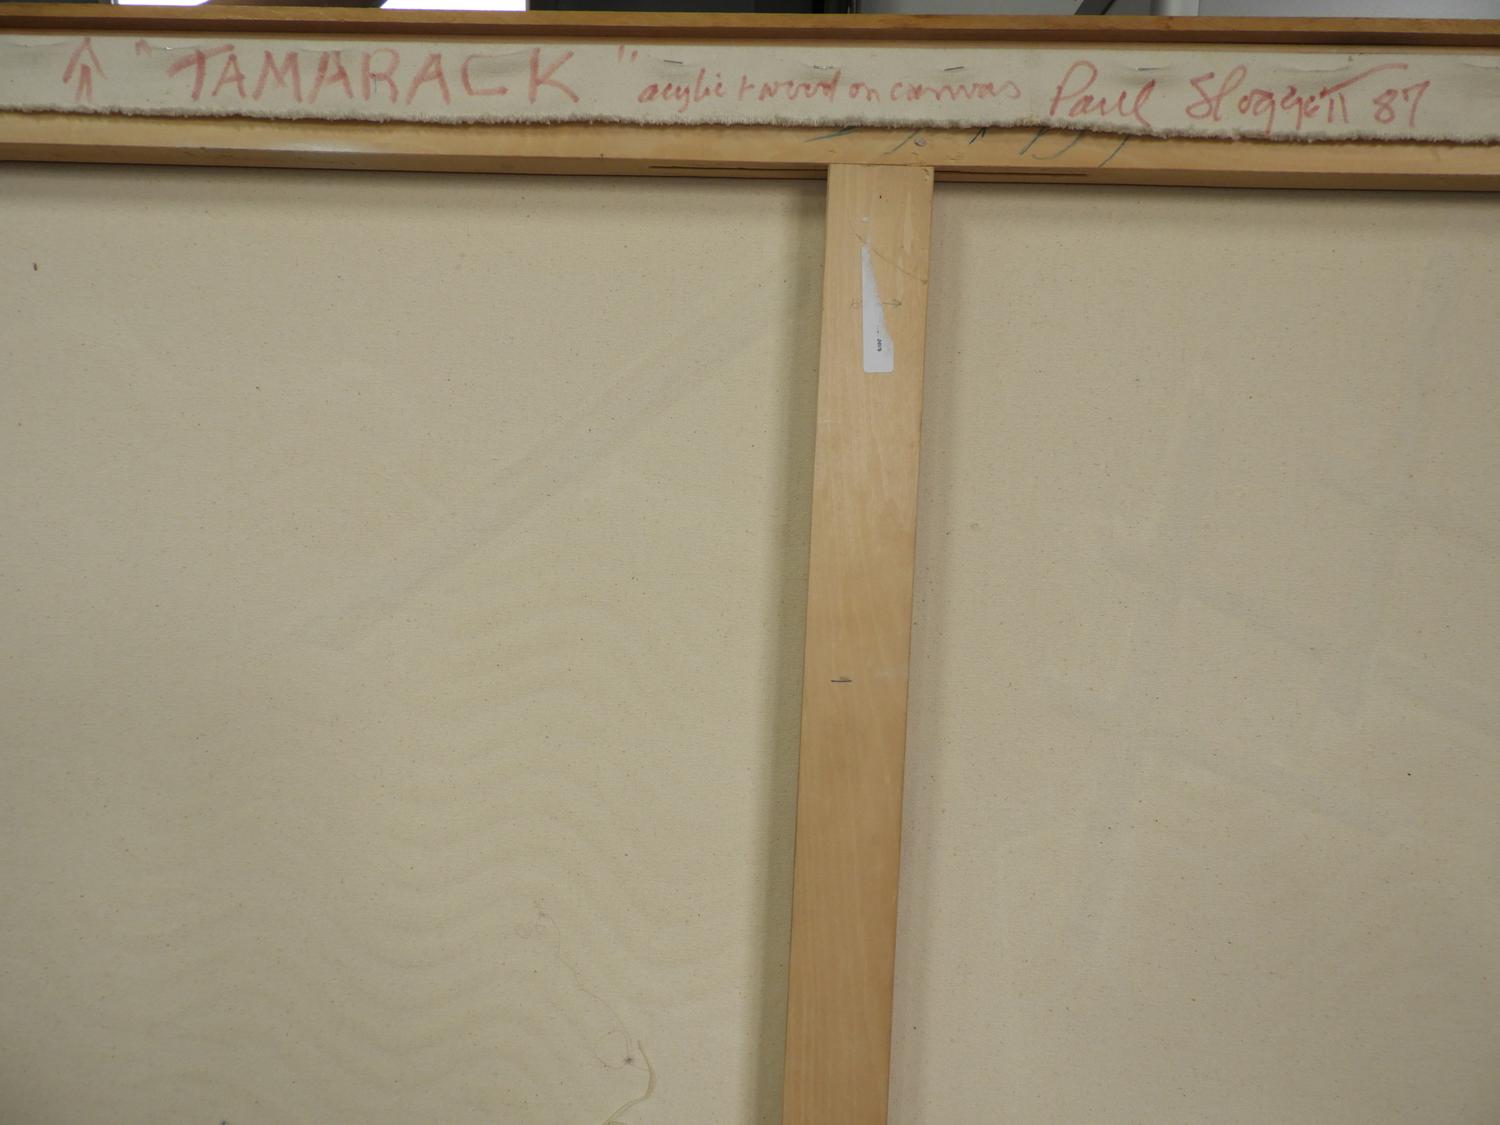 ↑ "TAMARACK" acrylic + wood on canvas Paul Sloggett 87